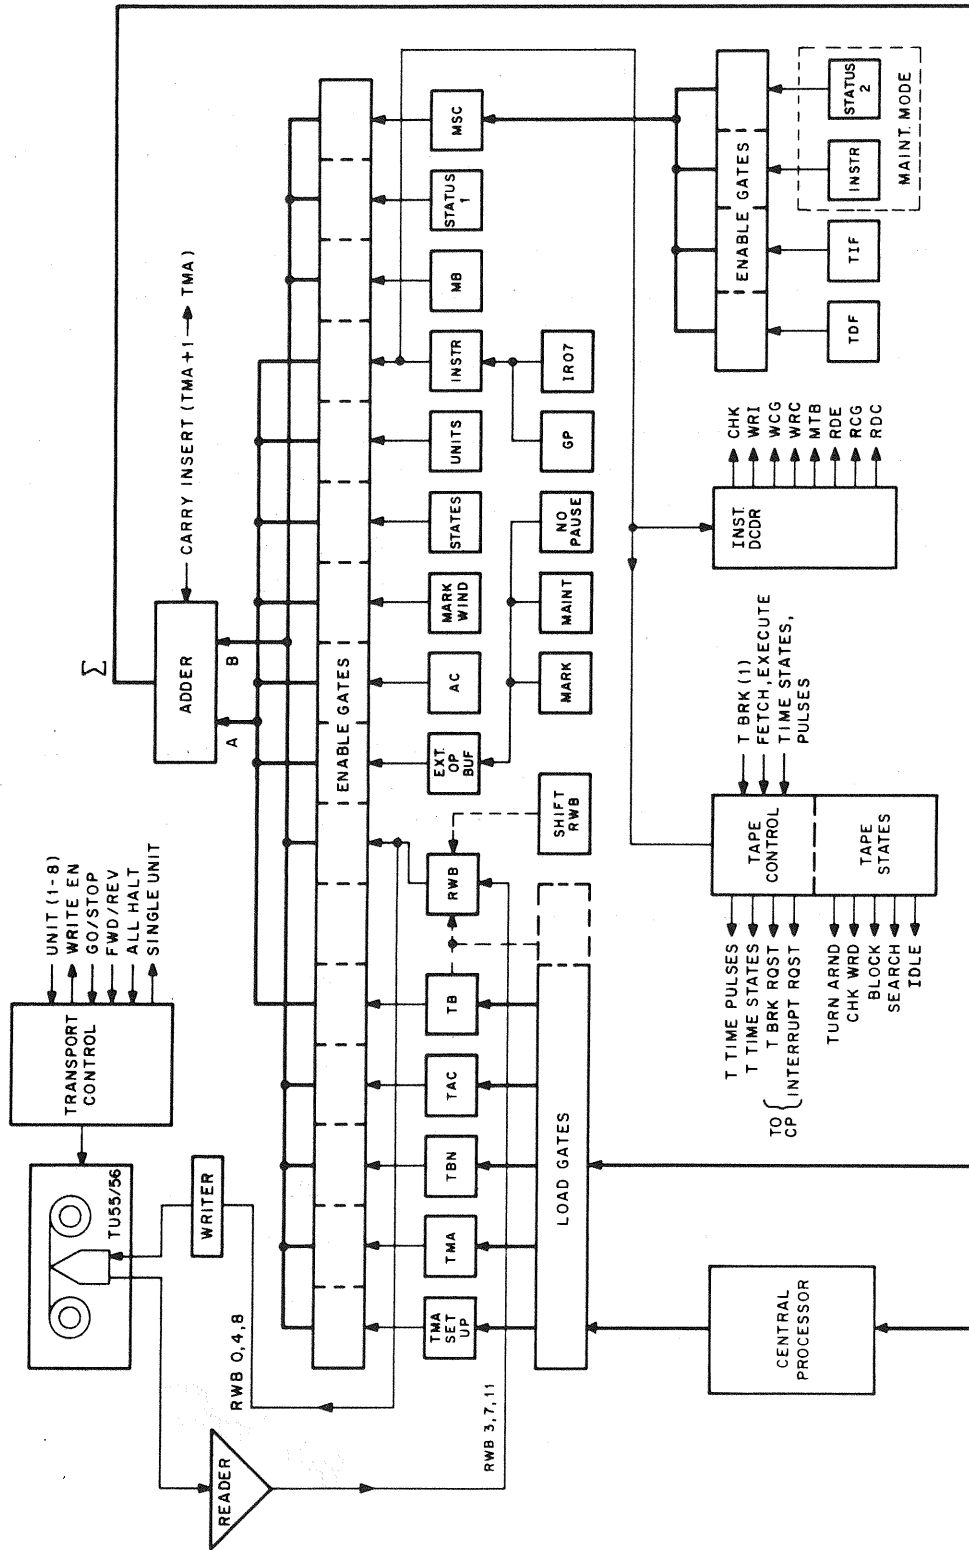 Σ
ADDER
A
B
CARRY INSERT (TMA+1 → TMA)
TRANSPORT
CONTROL
UNIT (1-8)
WRITE EN
GO/STOP
FWD/REV
ALL HALT
SINGLE UNIT
TU55/56
WRITER
READER
RWB 0,4,8
RWB 3,7,11
ENABLE GATES
TMA
SET
UP
TMA
TBN
TAC
TB
RWB
EXT.
OP
BUF
AC
MARK
WIND
STATES
UNITS
INSTR
MB
STATUS
1
MSC
SHIFT
RWB
MARK
MAINT
NO
PAUSE
GP
IR07
LOAD GATES
CENTRAL
PROCESSOR
TAPE
CONTROL
TAPE
STATES
T BRK (1)
FETCH, EXECUTE
TIME STATES,
PULSES
T TIME PULSES
T TIME STATES
T BRK RQST
INTERRUPT RQST
TO
CP
TURN ARND
CHK WRD
BLOCK
SEARCH
IDLE
INST.
DCDR
CHK
WRI
WCG
WRC
MTB
RDE
RCG
RDC
ENABLE GATES
TDF
TIF
INSTR
STATUS
2
MAINT. MODE